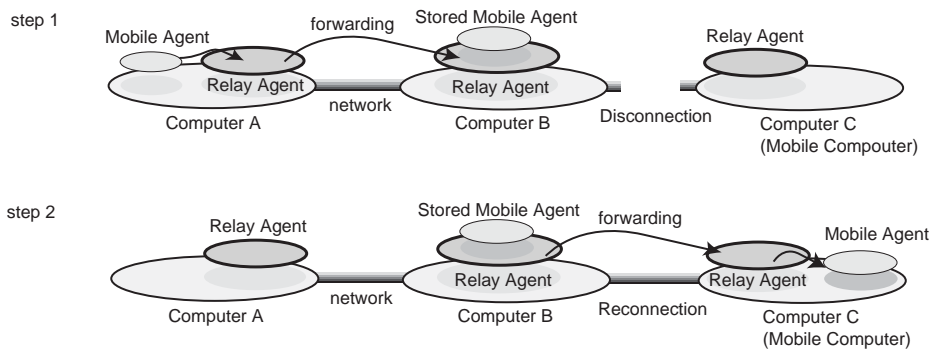 step 1
Mobile Agent
forwarding
Stored Mobile Agent
Relay Agent
Relay Agent
network
Relay Agent
Computer A
Computer B
Disconnection
Computer C
(Mobile Compouter)
step 2
Relay Agent
Stored Mobile Agent
forwarding
Mobile Agent
Relay Agent
Relay Agent
network
Reconnection
Computer A
Computer B
Computer C
(Mobile Computer)